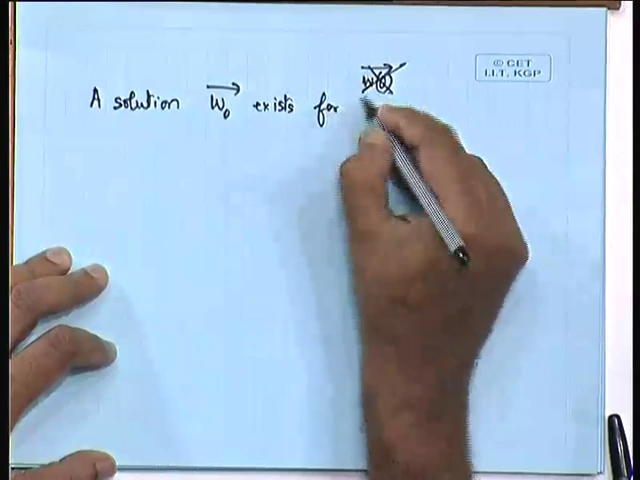 © CET
I.I.T. KGP
A solution w₀ exists for